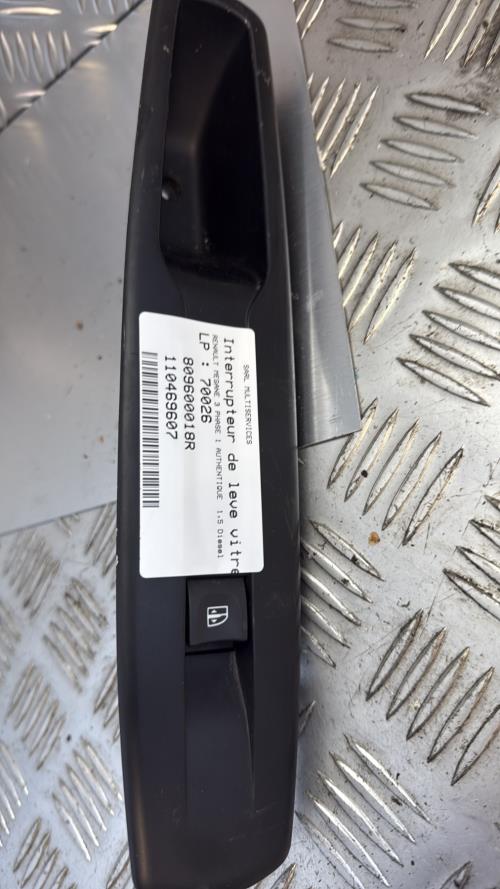 SARL MULTISERVICES
Interrupteur de leve vitre
RENAULT MEGANE 3 PHASE 1 AUTHENTIQUE 1.5 Diesel
LP : 70026
809600018R
110469607